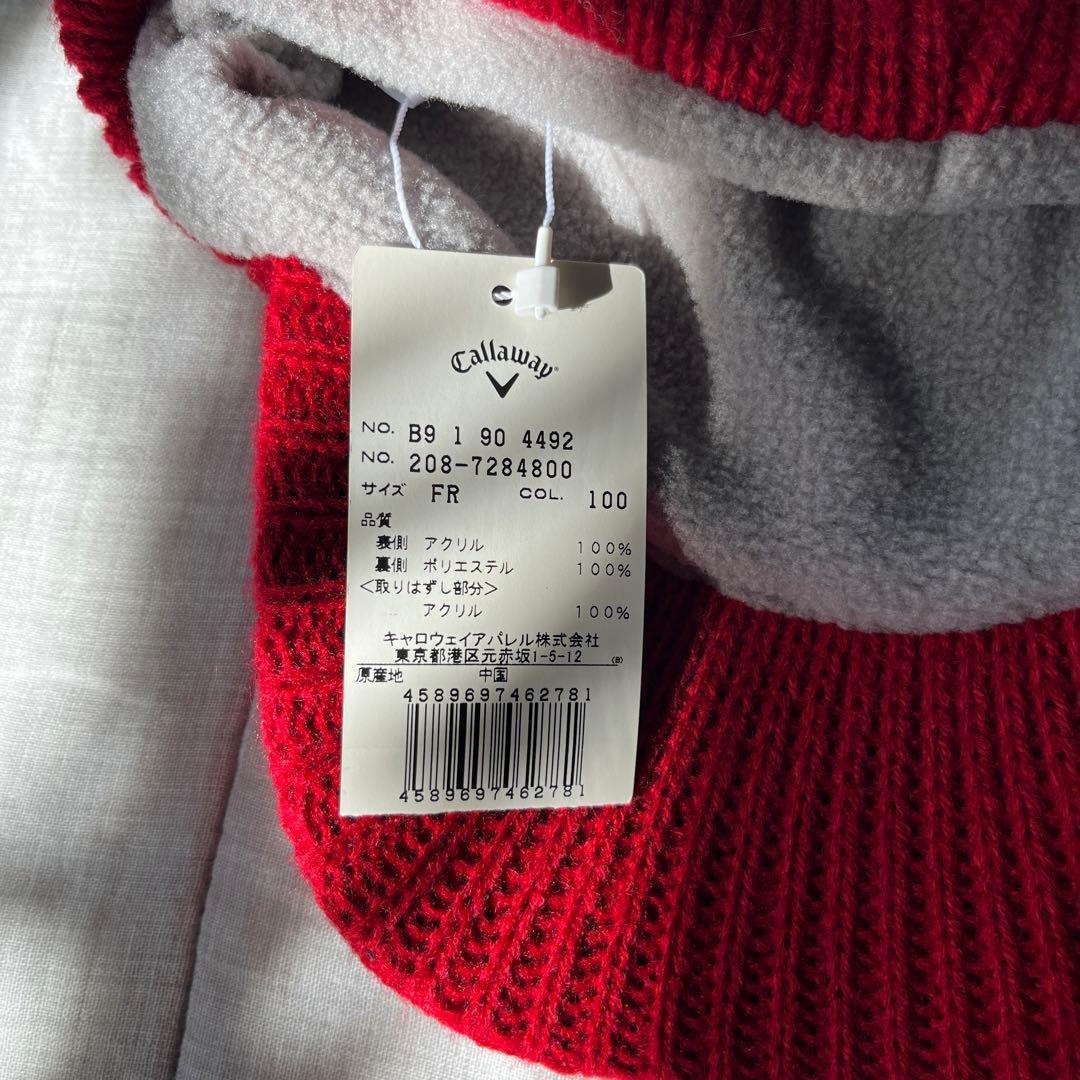 Callaway
NO. B9 1 90 4492
NO. 208-7284800
サイズ FR COL. 100
品質
表側 アクリル 100%
裏側 ポリエステル 100%
<取りはずし部分>
アクリル 100%
キャロウェイアパレル株式会社
東京都港区元赤坂1-5-12 (B)
原産地 中国
4589697462781
4589697462781